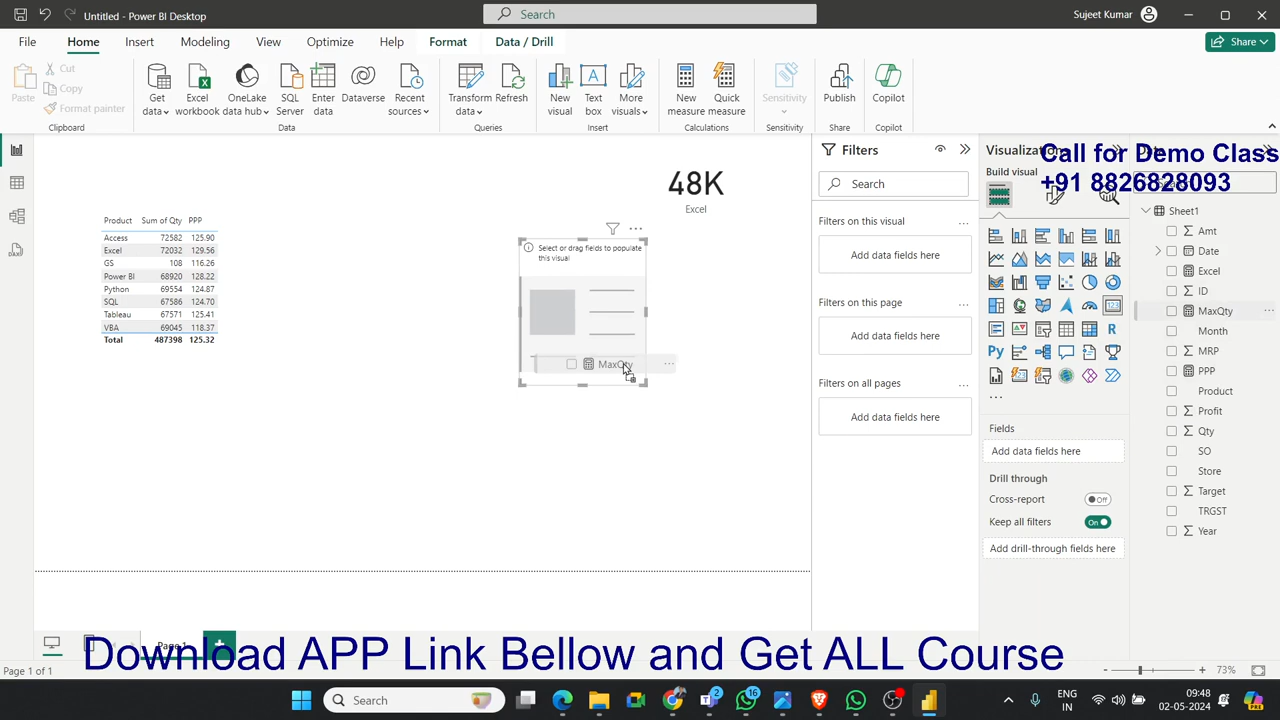 Untitled - Power BI Desktop
Search
Sujeet Kumar
File
Home
Insert
Modeling
View
Optimize
Help
Format
Data / Drill
Share
Paste
Cut
Copy
Format painter
Get data
Excel workbook
OneLake data hub
SQL Server
Enter data
Dataverse
Recent sources
Transform data
Refresh
New visual
Text box
More visuals
New measure
Quick measure
Sensitivity
Publish
Copilot
Clipboard
Data
Queries
Insert
Calculations
Sensitivity
Share
Copilot
Call for Demo Class
+91 8826828093
48K
Excel
Product Sum of Qty PPP
Access 72582 125.90
Excel 72032 129.56
GS 108 116.26
Power BI 68920 128.22
Python 69554 124.87
SQL 67586 124.70
Tableau 67571 125.41
VBA 69045 118.37
Total 487398 125.32
Select or drag fields to populate
this visual
MaxQty
Filters
Search
Filters on this visual
Add data fields here
Filters on this page
Add data fields here
Filters on all pages
Add data fields here
Build visual
Fields
Add data fields here
Drill through
Cross-report
Off
Keep all filters
On
Add drill-through fields here
Sheet1
Amt
Date
Excel
ID
MaxQty
Month
MRP
PPP
Product
Profit
Qty
SO
Store
Target
TRGST
Year
Download APP Link Bellow and Get ALL Course
Page 1 of 1
73%
Search
2
16
ENG
IN
09:48
02-05-2024